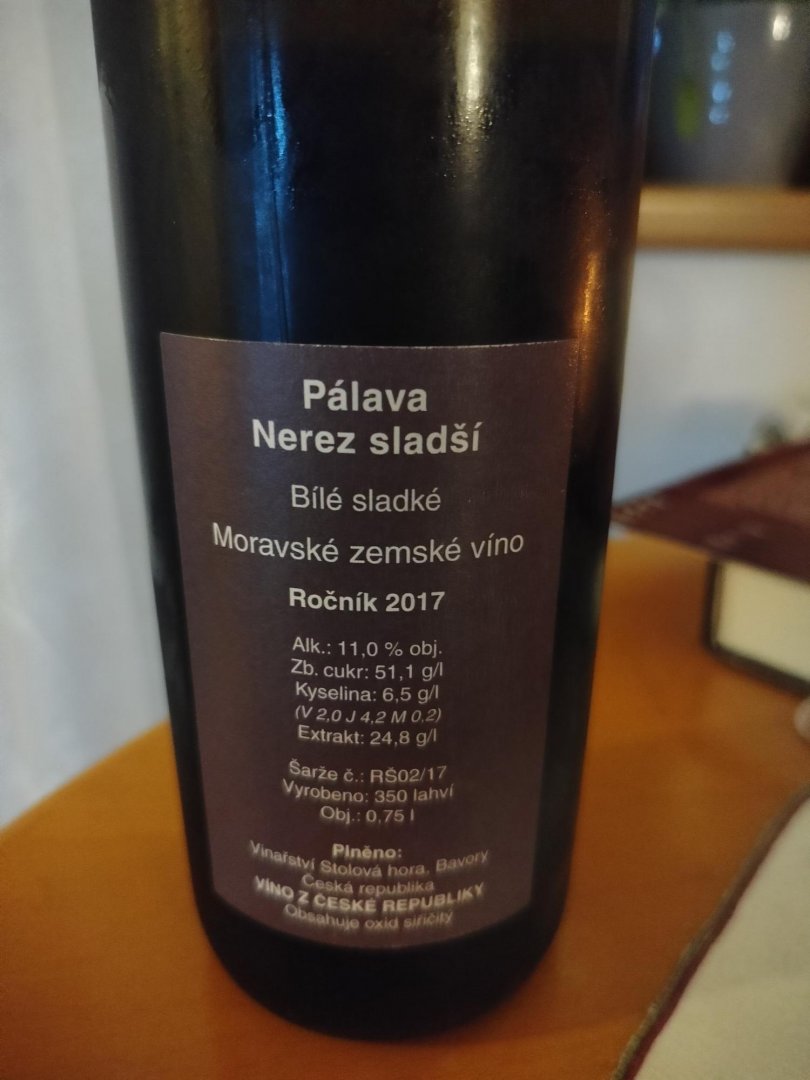 Pálava
Nerez sladší
Bílé sladké
Moravské zemské víno
Ročník 2017
Alk.: 11,0 % obj.
Zb. cukr: 51,1 g/l
Kyselina: 6,5 g/l
(V 2,0 J 4,2 M 0,2)
Extrakt: 24,8 g/l
Šarže č.: RŠ02/17
Vyrobeno: 350 lahví
Obj.: 0,75 l
Plněno:
Vinařství Stolová hora, Bavory
Česká republika
VÍNO Z ČESKÉ REPUBLIKY
Obsahuje oxid siřičitý